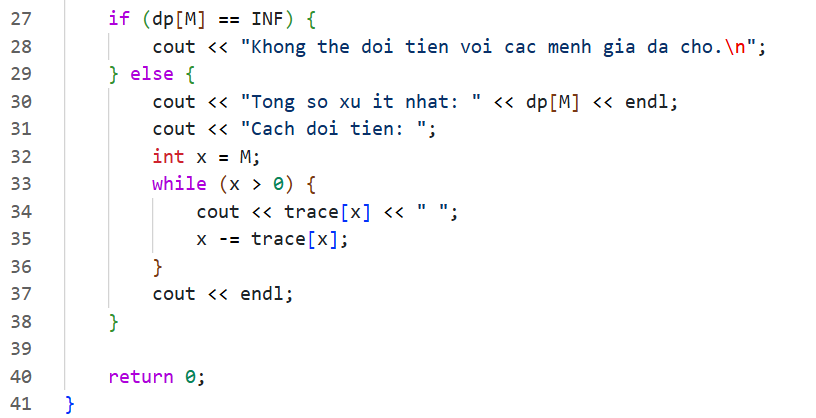 27 if (dp[M] == INF) {
28 cout << "Khong the doi tien voi cac menh gia da cho.\n";
29 } else {
30 cout << "Tong so xu it nhat: " << dp[M] << endl;
31 cout << "Cach doi tien: ";
32 int x = M;
33 while (x > 0) {
34 cout << trace[x] << " ";
35 x -= trace[x];
36 }
37 cout << endl;
38 }
39
40 return 0;
41 }